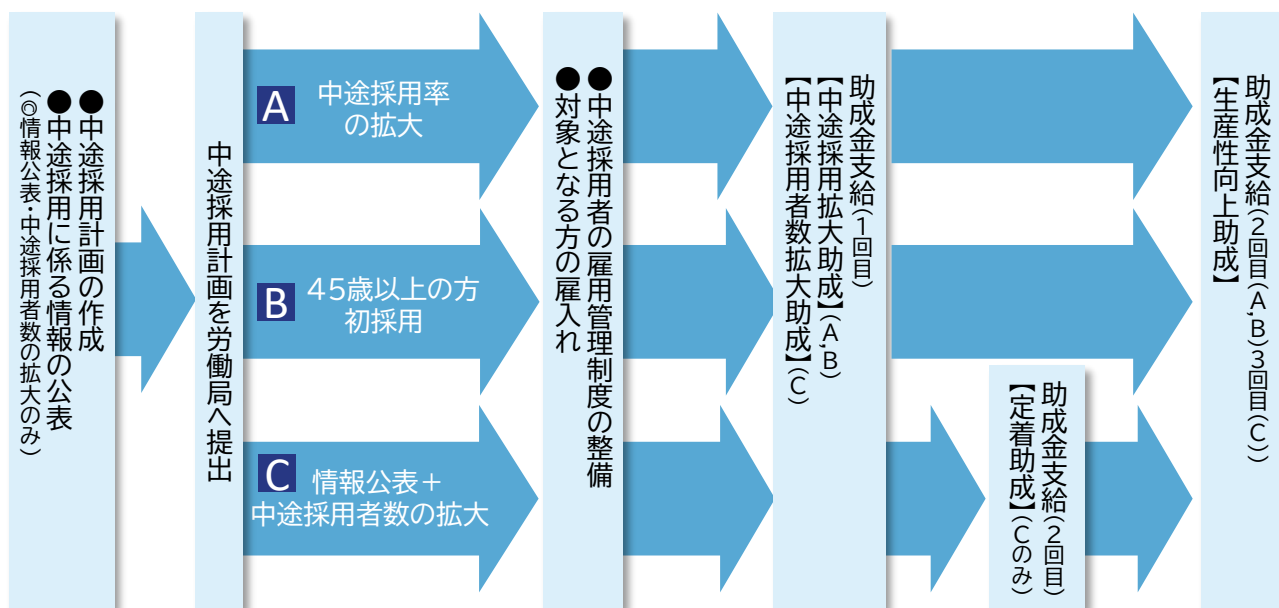 ●中途採用計画の作成
●中途採用に係る情報の公表
（◎情報公表・中途採用者数の拡大のみ）
中途採用計画を労働局へ提出
A 中途採用率
の拡大
B 45歳以上の方
初採用
C 情報公表＋
中途採用者数の拡大
●中途採用者の雇用管理制度の整備
●対象となる方の雇入れ
助成金支給（1回目）
【中途採用拡大助成】（A,B）
【中途採用者数拡大助成】（C）
助成金支給（2回目）
【定着助成】（Cのみ）
助成金支給（2回目（A,B）3回目（C））
【生産性向上助成】